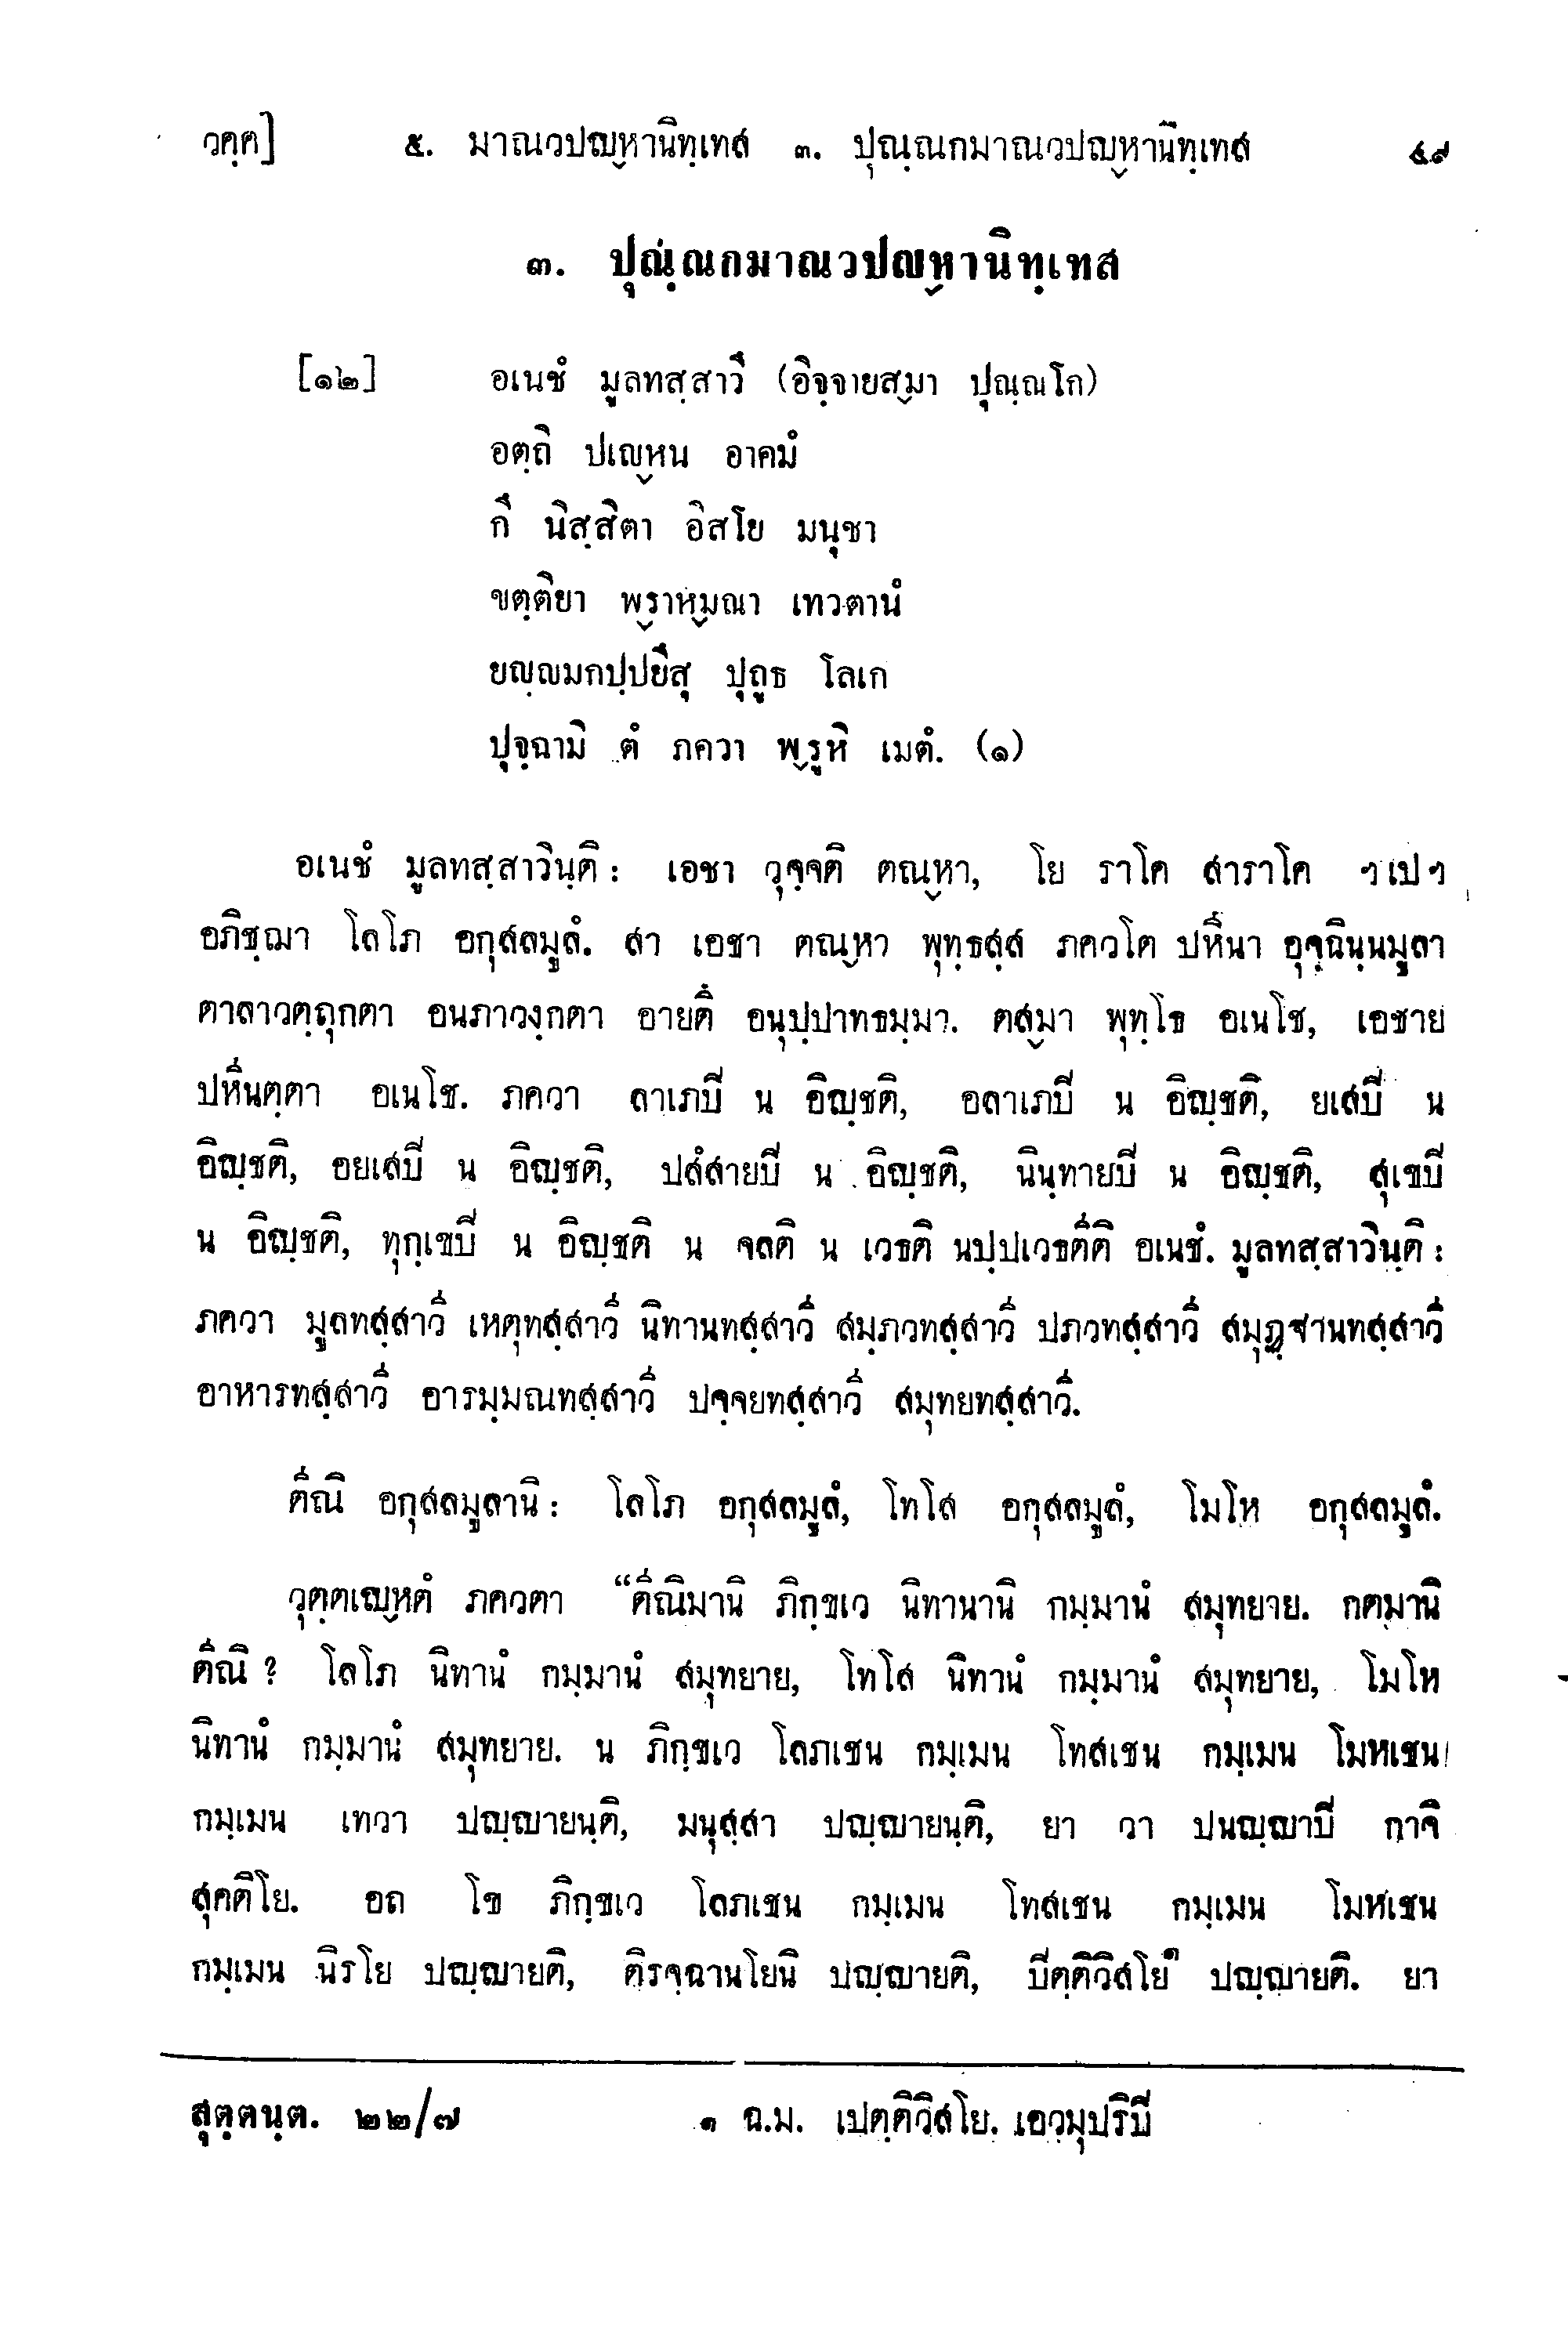 วคฺค] ๕. มาณวปญฺหานิทฺเทส ๓. ปุณฺณกมาณวปญฺหานิทฺเทส ๔๙
๓. ปุณฺณกมาณวปญฺหานิทฺเทส
[๑๒] อเนชํ มูลทสฺสาวึ (อิจฺจายสฺมา ปุณฺณโก)
อตฺถิ ปเญฺหน อาคมํ
กึ นิสฺสิตา อิสโย มนุชา
ขตฺติยา พฺราหฺมณา เทวตานํ
ยญฺญมกปฺปยึสุ ปุถูธ โลเก
ปุจฺฉามิ ตํ ภควา พฺรูหิ เมตํ. (๑)
อเนชํ มูลทสฺสาวินฺติ : เอชา วุจฺจติ ตณฺหา, โย ราโค สาราโค ฯเปฯ
อภิชฺฌา โลโภ อกุสลมูลํ. สา เอชา ตณฺหา พุทฺธสฺส ภควโต ปหีนา อุจฺฉินฺนมูลา
ตาลาวตฺถุกตา อนภาวงฺกตา อายตึ อนุปฺปาทธมฺมา. ตสฺมา พุทฺโธ อเนโช, เอชาย
ปหีนตฺตา อเนโช. ภควา ลาเภปิ น อิญฺชติ, อลาเภปิ น อิญฺชติ, ยเสปิ น
อิญฺชติ, อยเสปิ น อิญฺชติ, ปสํสายปิ น อิญฺชติ, นินฺทายปิ น อิญฺชติ, สุเขปิ
น อิญฺชติ, ทุกฺเขปิ น อิญฺชติ น จลติ น เวธติ นปฺปเวธตีติ อเนชํ. มูลทสฺสาวินฺติ :
ภควา มูลทสฺสาวี เหตุทสฺสาวี นิทานทสฺสาวี สมฺภวทสฺสาวี ปภวทสฺสาวี สมุฏฺฐานทสฺสาวี
อาหารทสฺสาวี อารมฺมณทสฺสาวี ปจฺจยทสฺสาวี สมุทยทสฺสาวี.
ตีณิ อกุสลมูลานิ : โลโภ อกุสลมูลํ, โทโส อกุสลมูลํ, โมโห อกุสลมูลํ.
วุตฺตเญฺหตํ ภควตา “ตีณิมานิ ภิกฺขเว นิทานานิ กมฺมานํ สมุทยาย. กตมานิ
ตีณิ ? โลโภ นิทานํ กมฺมานํ สมุทยาย, โทโส นิทานํ กมฺมานํ สมุทยาย, โมโห
นิทานํ กมฺมานํ สมุทยาย. น ภิกฺขเว โลภเชน กมฺเมน โทสเชน กมฺเมน โมหเชน
กมฺเมน เทวา ปญฺญายนฺติ, มนุสฺสา ปญฺญายนฺติ, ยา วา ปนญฺญาปิ กาจิ
สุคติโย. อถ โข ภิกฺขเว โลภเชน กมฺเมน โทสเชน กมฺเมน โมหเชน
กมฺเมน นิรโย ปญฺญายติ, ติรจฺฉานโยนิ ปญฺญายติ, ปิตฺติวิสโย๑ ปญฺญายติ. ยา
สุตฺตนฺต. ๒๒/๗ ๑ ฉ.ม. เปตฺติวิสโย. เอวมุปริปิ